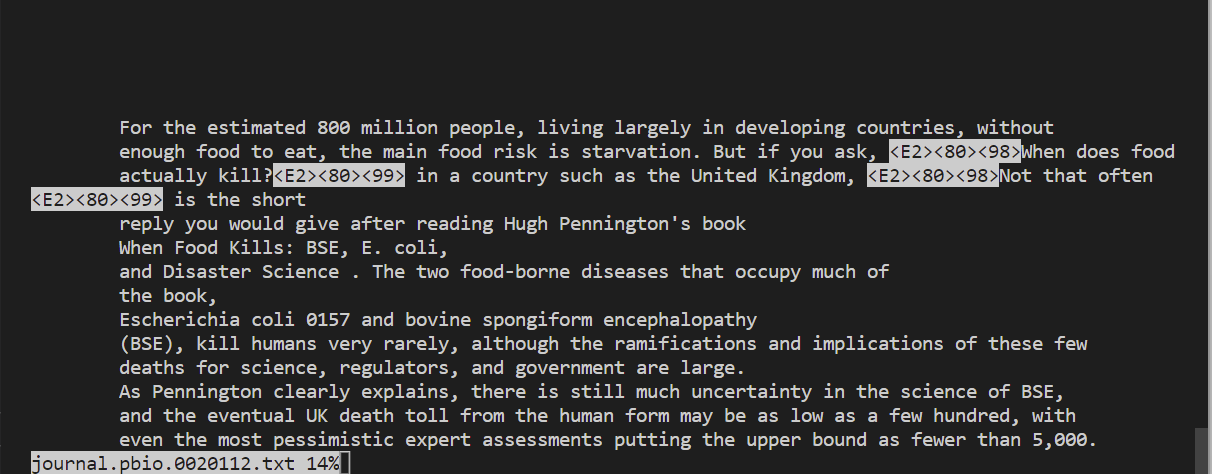 For the estimated 800 million people, living largely in developing countries, without
enough food to eat, the main food risk is starvation. But if you ask, <E2><80><98>When does food
actually kill?<E2><80><99> in a country such as the United Kingdom, <E2><80><98>Not that often
<E2><80><99> is the short
reply you would give after reading Hugh Pennington's book
When Food Kills: BSE, E. coli,
and Disaster Science . The two food-borne diseases that occupy much of
the book,
Escherichia coli 0157 and bovine spongiform encephalopathy
(BSE), kill humans very rarely, although the ramifications and implications of these few
deaths for science, regulators, and government are large.
As Pennington clearly explains, there is still much uncertainty in the science of BSE,
and the eventual UK death toll from the human form may be as low as a few hundred, with
even the most pessimistic expert assessments putting the upper bound as fewer than 5,000.
journal.pbio.0020112.txt 14%